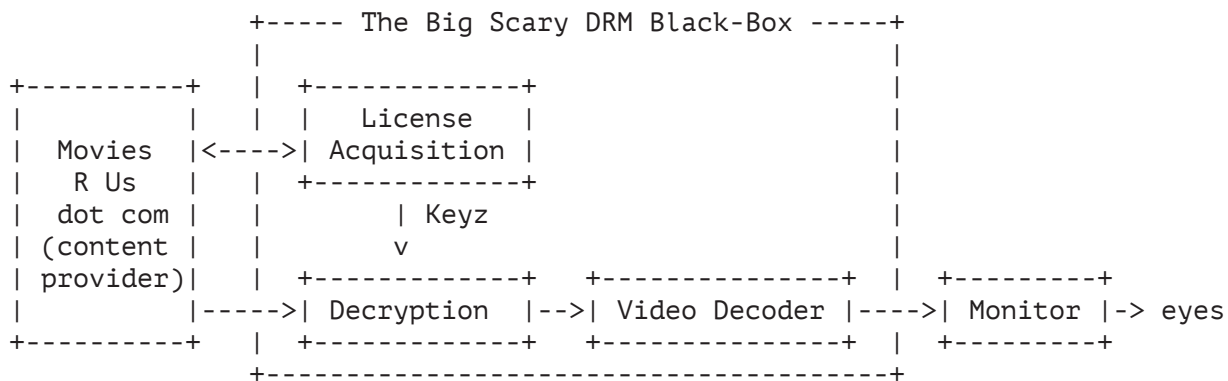 The Big Scary DRM Black-Box
License
Acquisition
Movies
R Us
dot com
(content
provider)
Keyz
v
Decryption
Video Decoder
Monitor
eyes